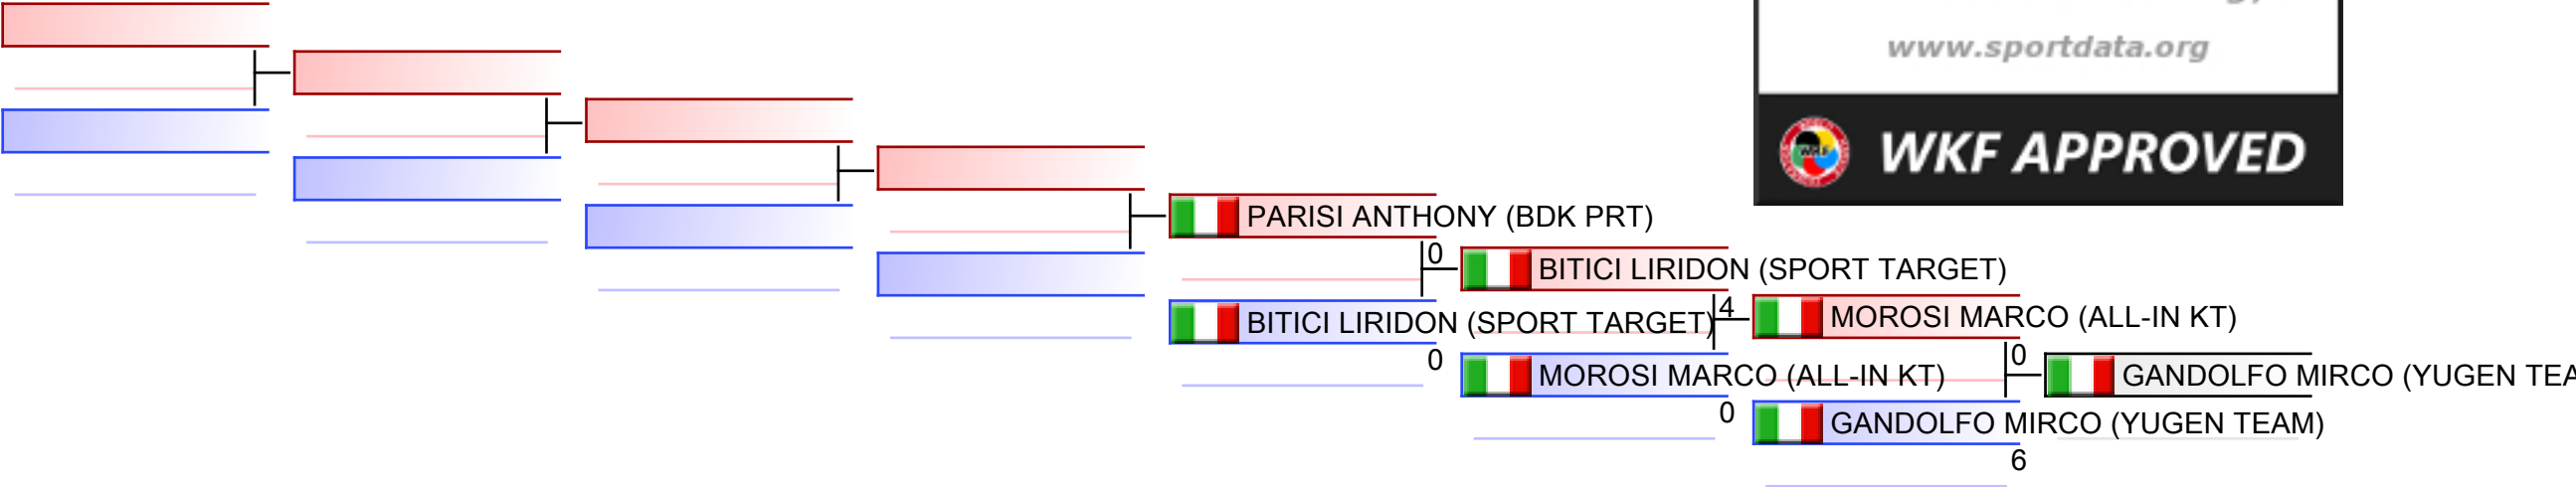 www.sportdata.org
WKF
WKF APPROVED
PARISI ANTHONY (BDK PRT)
0
BITICI LIRIDON (SPORT TARGET)
4
MOROSI MARCO (ALL-IN KT)
BITICI LIRIDON (SPORT TARGET)
0
0
MOROSI MARCO (ALL-IN KT)
GANDOLFO MIRCO (YUGEN TEA
0
GANDOLFO MIRCO (YUGEN TEAM)
6